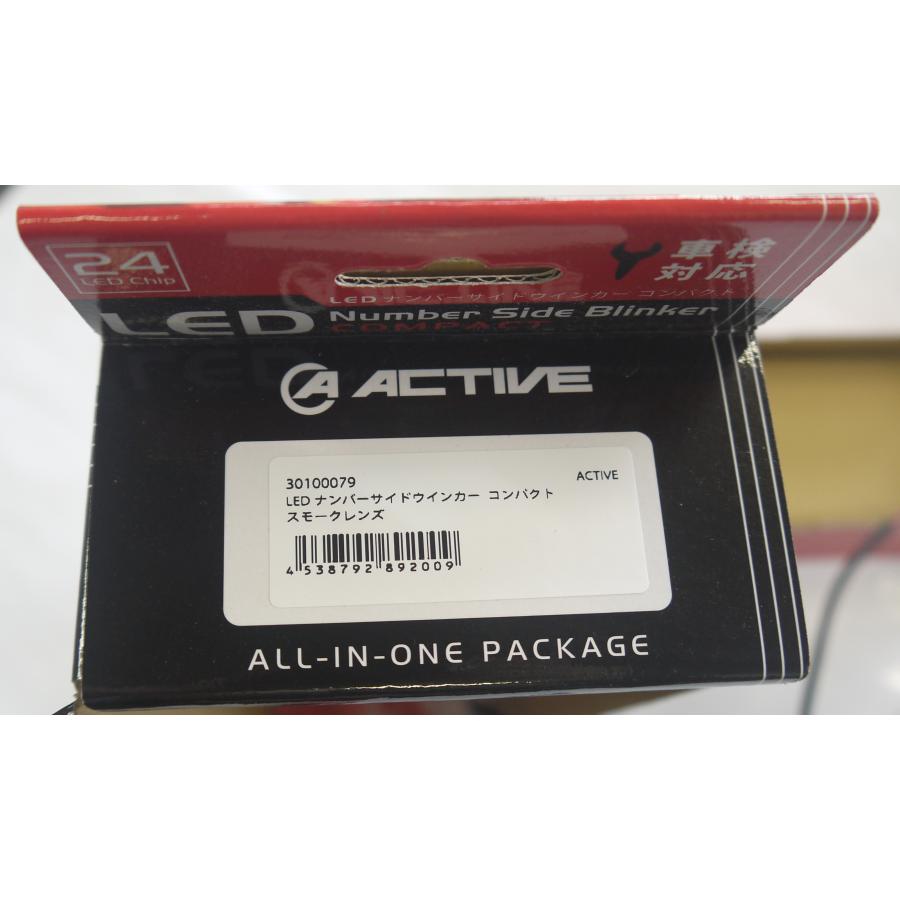 24
LED Chip
車検
対応
LED ナンバーサイドウインカー コンパクト
LED Number Side Blinker
COMPACT
ACTIVE
30100079 ACTIVE
LED ナンバーサイドウインカー コンパクト
スモークレンズ
4 538792 892009
ALL-IN-ONE PACKAGE